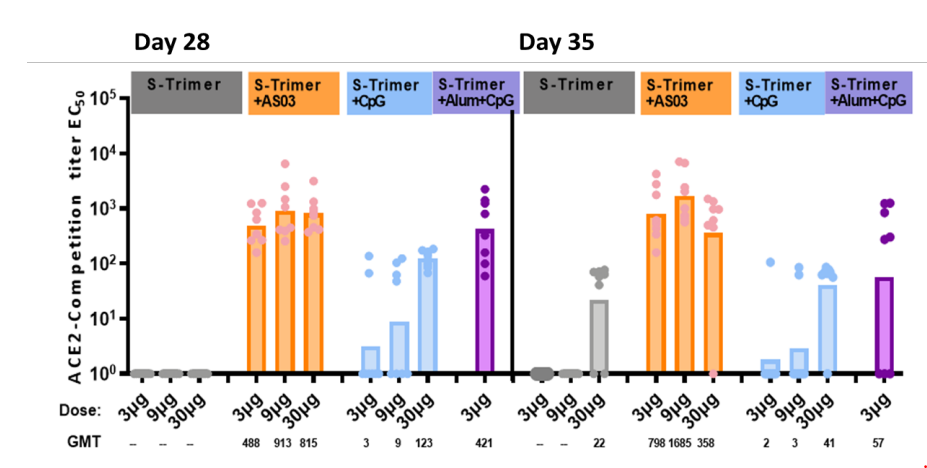 Day 28
Day 35
S-Trimer
S-Trimer
+AS03
S-Trimer
+CpG
S-Trimer
+Alum+CpG
S-Trimer
S-Trimer
+AS03
S-Trimer
+CpG
S-Trimer
+Alum+CpG
ACE2-Competition titer EC50
10⁵
10⁴
10³
10²
10¹
10⁰
Dose: 3µg 9µg 30µg 3µg 9µg 30µg 3µg 9µg 30µg 3µg 3µg 9µg 30µg 3µg 9µg 30µg 3µg 9µg 30µg 3µg
GMT -- -- -- 488 913 815 3 9 123 421 -- -- 22 798 1685 358 2 3 41 57